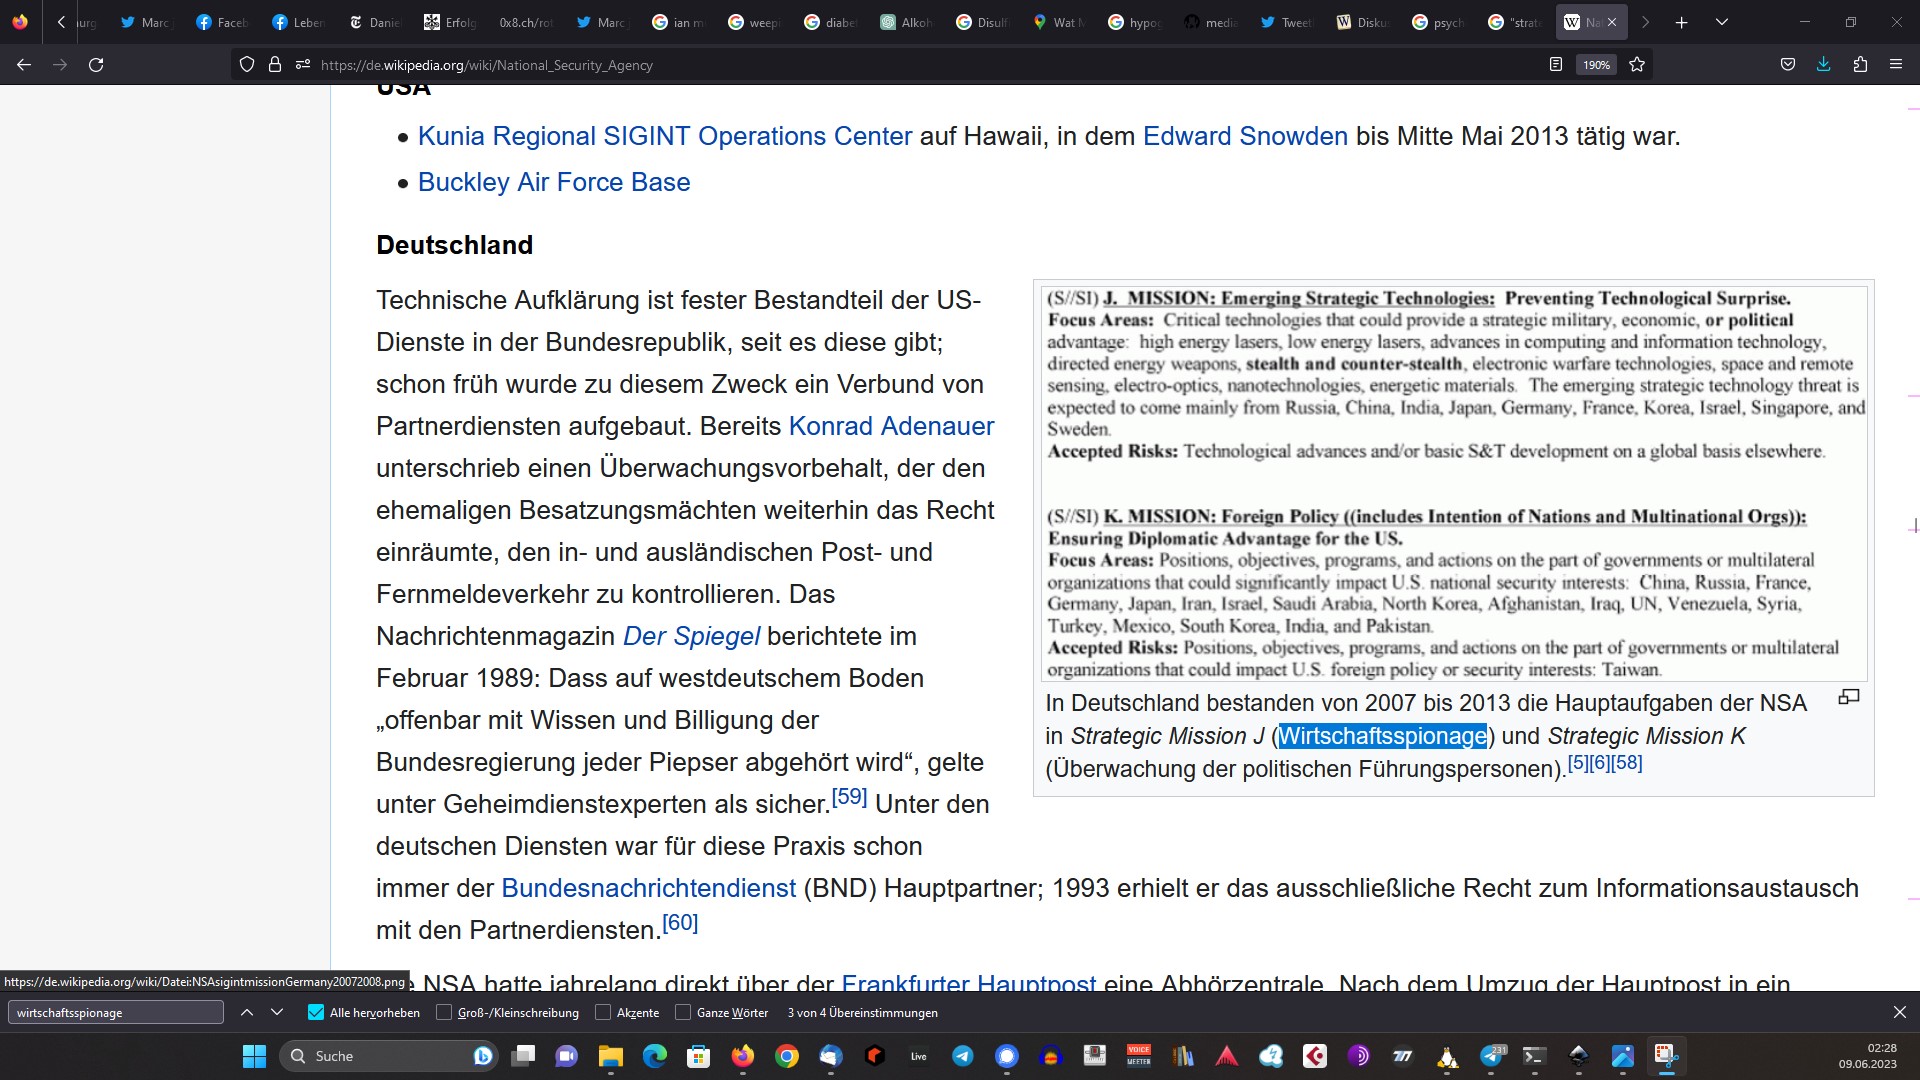 Marc
Faceb
Leben
Daniel
Erfolg
0x8.ch/rot
Marc
ian m
weepi
diabe
Alkoh
Disulfi
Wat M
hypog
media
Tweet
Disku
psych
"strate
Na
https://de.wikipedia.org/wiki/National_Security_Agency
190%
USA
• Kunia Regional SIGINT Operations Center auf Hawaii, in dem Edward Snowden bis Mitte Mai 2013 tätig war.
• Buckley Air Force Base
Deutschland
Technische Aufklärung ist fester Bestandteil der US-
Dienste in der Bundesrepublik, seit es diese gibt;
schon früh wurde zu diesem Zweck ein Verbund von
Partnerdiensten aufgebaut. Bereits Konrad Adenauer
unterschrieb einen Überwachungsvorbehalt, der den
ehemaligen Besatzungsmächten weiterhin das Recht
einräumte, den in- und ausländischen Post- und
Fernmeldeverkehr zu kontrollieren. Das
Nachrichtenmagazin Der Spiegel berichtete im
Februar 1989: Dass auf westdeutschem Boden
„offenbar mit Wissen und Billigung der
Bundesregierung jeder Piepser abgehört wird“, gelte
unter Geheimdienstexperten als sicher.[59] Unter den
deutschen Diensten war für diese Praxis schon
immer der Bundesnachrichtendienst (BND) Hauptpartner; 1993 erhielt er das ausschließliche Recht zum Informationsaustausch
mit den Partnerdiensten.[60]
(S//SI) J. MISSION: Emerging Strategic Technologies: Preventing Technological Surprise.
Focus Areas: Critical technologies that could provide a strategic military, economic, or political
advantage: high energy lasers, low energy lasers, advances in computing and information technology,
directed energy weapons, stealth and counter-stealth, electronic warfare technologies, space and remote
sensing, electro-optics, nanotechnologies, energetic materials. The emerging strategic technology threat is
expected to come mainly from Russia, China, India, Japan, Germany, France, Korea, Israel, Singapore, and
Sweden.
Accepted Risks: Technological advances and/or basic S&T development on a global basis elsewhere.
(S//SI) K. MISSION: Foreign Policy ((includes Intention of Nations and Multinational Orgs)):
Ensuring Diplomatic Advantage for the US.
Focus Areas: Positions, objectives, programs, and actions on the part of governments or multilateral
organizations that could significantly impact U.S. national security interests: China, Russia, France,
Germany, Japan, Iran, Israel, Saudi Arabia, North Korea, Afghanistan, Iraq, UN, Venezuela, Syria,
Turkey, Mexico, South Korea, India, and Pakistan.
Accepted Risks: Positions, objectives, programs, and actions on the part of governments or multilateral
organizations that could impact U.S. foreign policy or security interests: Taiwan.
In Deutschland bestanden von 2007 bis 2013 die Hauptaufgaben der NSA
in Strategic Mission J (Wirtschaftsspionage) und Strategic Mission K
(Überwachung der politischen Führungspersonen).[5][6][58]
NSA hatte jahrelang direkt über der Frankfurter Hauptpost eine Abhörzentrale. Nach dem Umzug der Hauptpost in ein
https://de.wikipedia.org/wiki/Datei:NSAsigintmissionGermany20072008.png
wirtschaftsspionage
Alle hervorheben
Groß-/Kleinschreibung
Akzente
Ganze Wörter
3 von 4 Übereinstimmungen
Suche
Live
VOICE
MEETER
231
02:28
09.06.2023